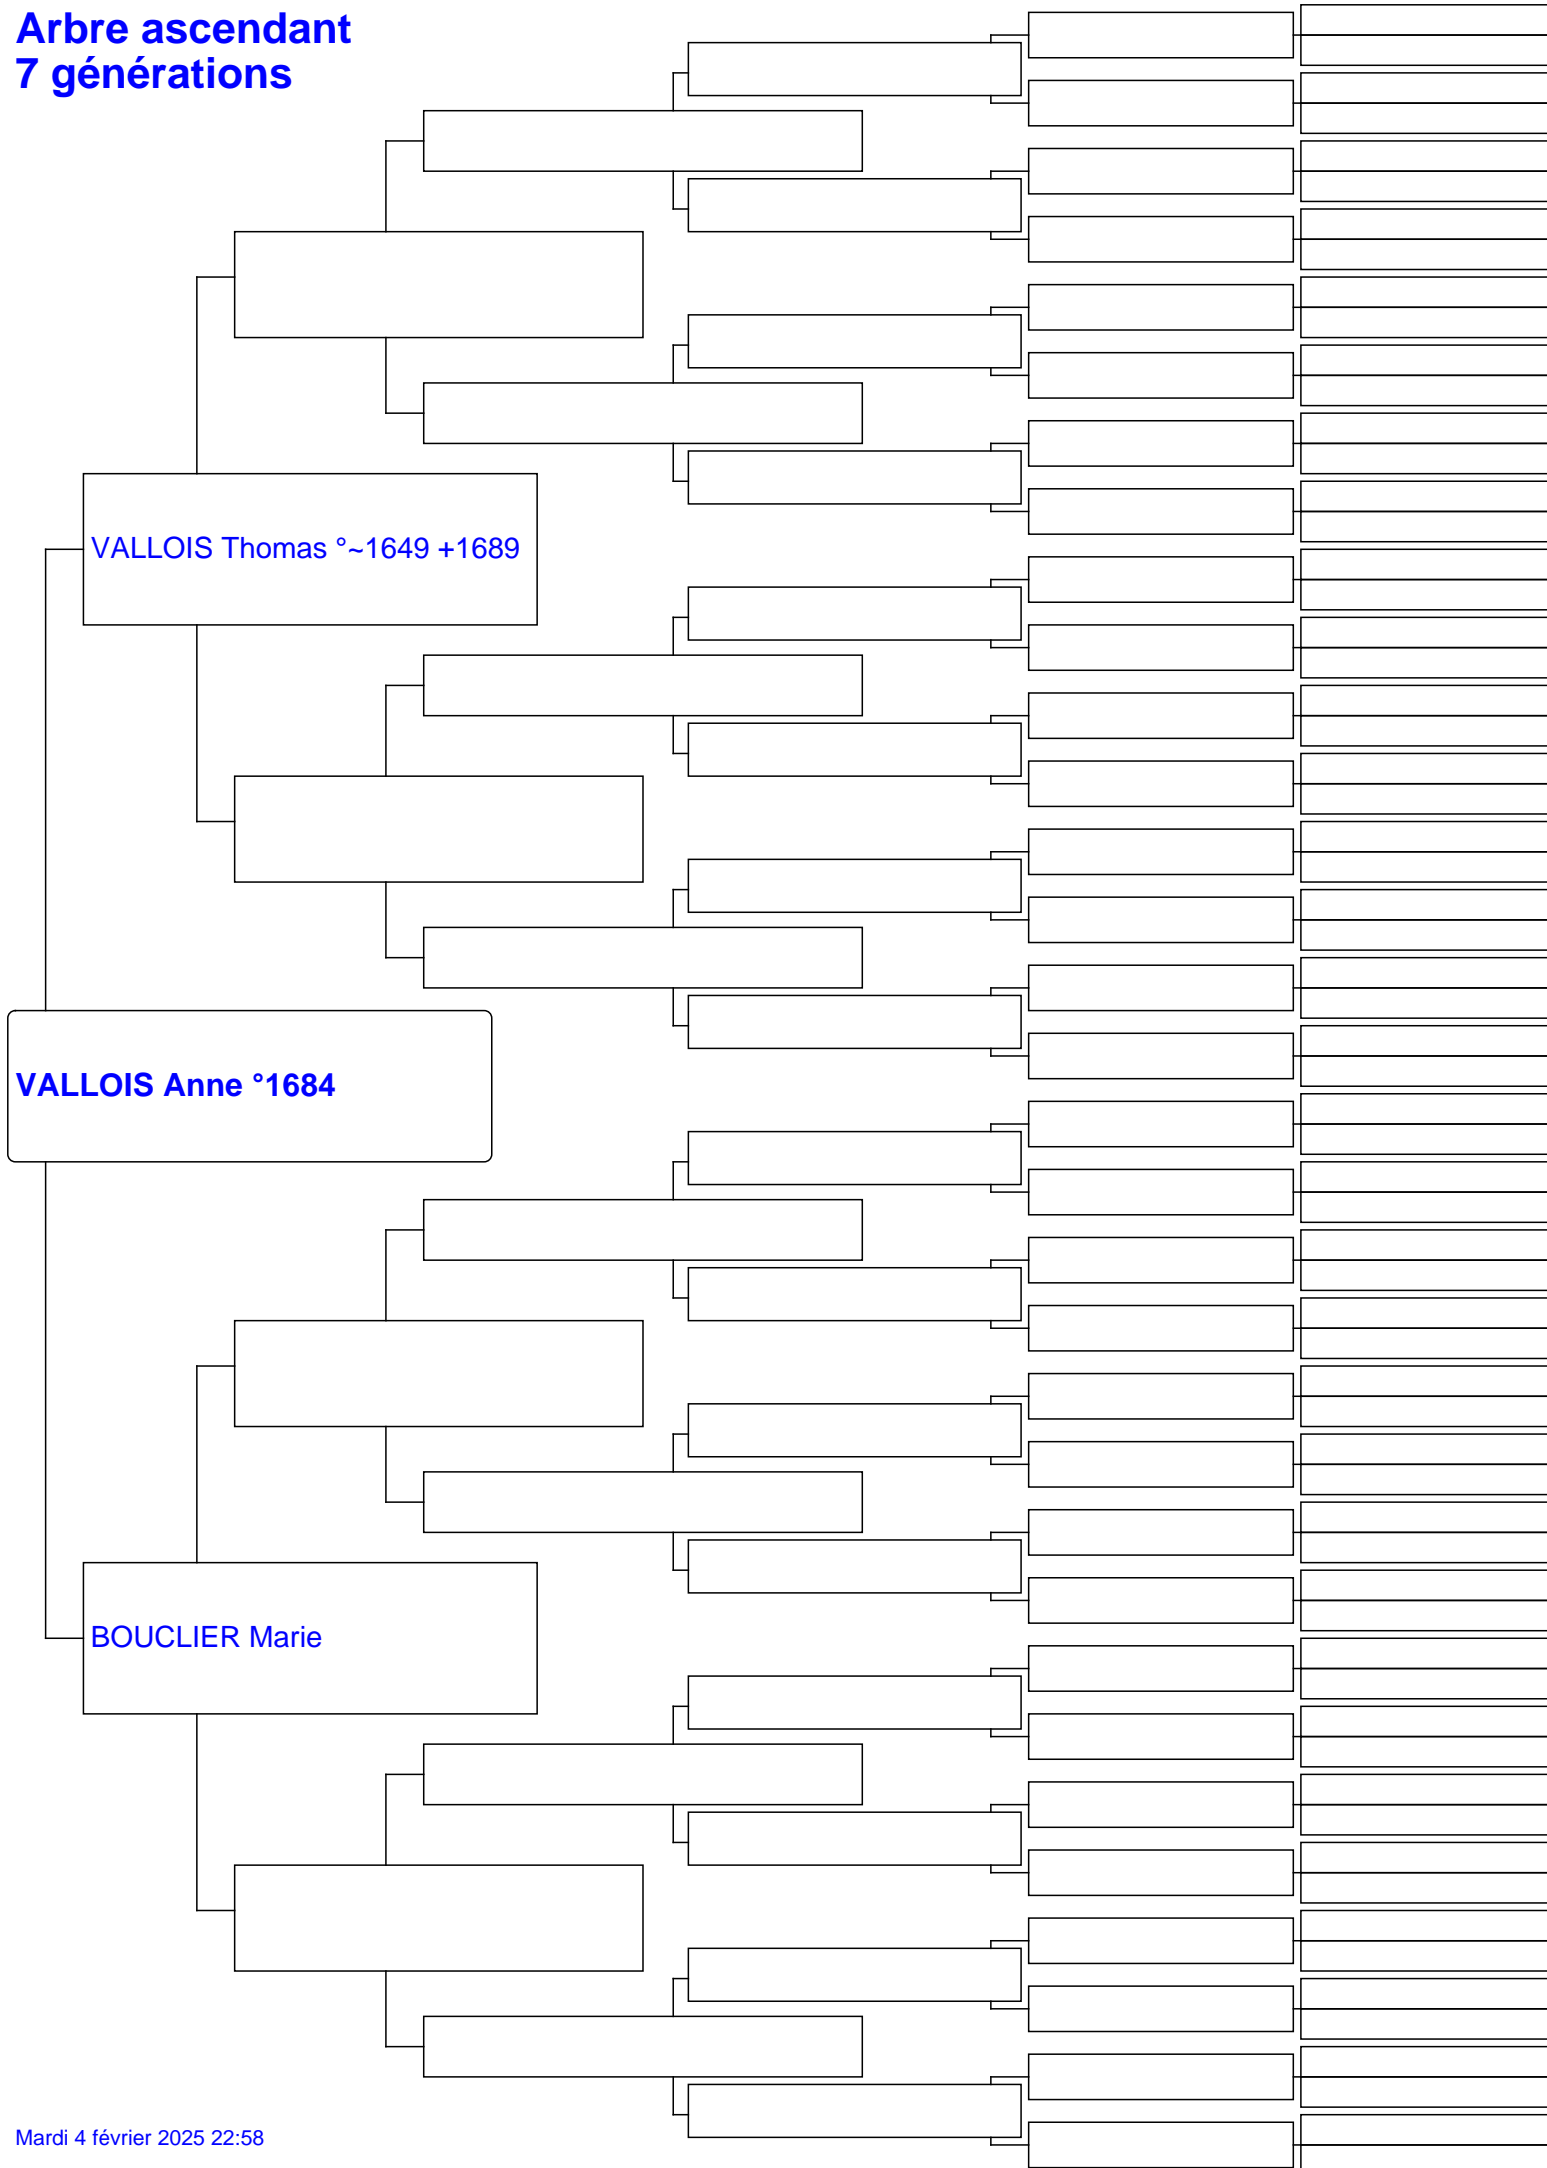 Arbre ascendant
7 générations
VALLOIS Thomas °~1649 +1689
VALLOIS Anne °1684
BOUCLIER Marie
Mardi 4 février 2025 22:58